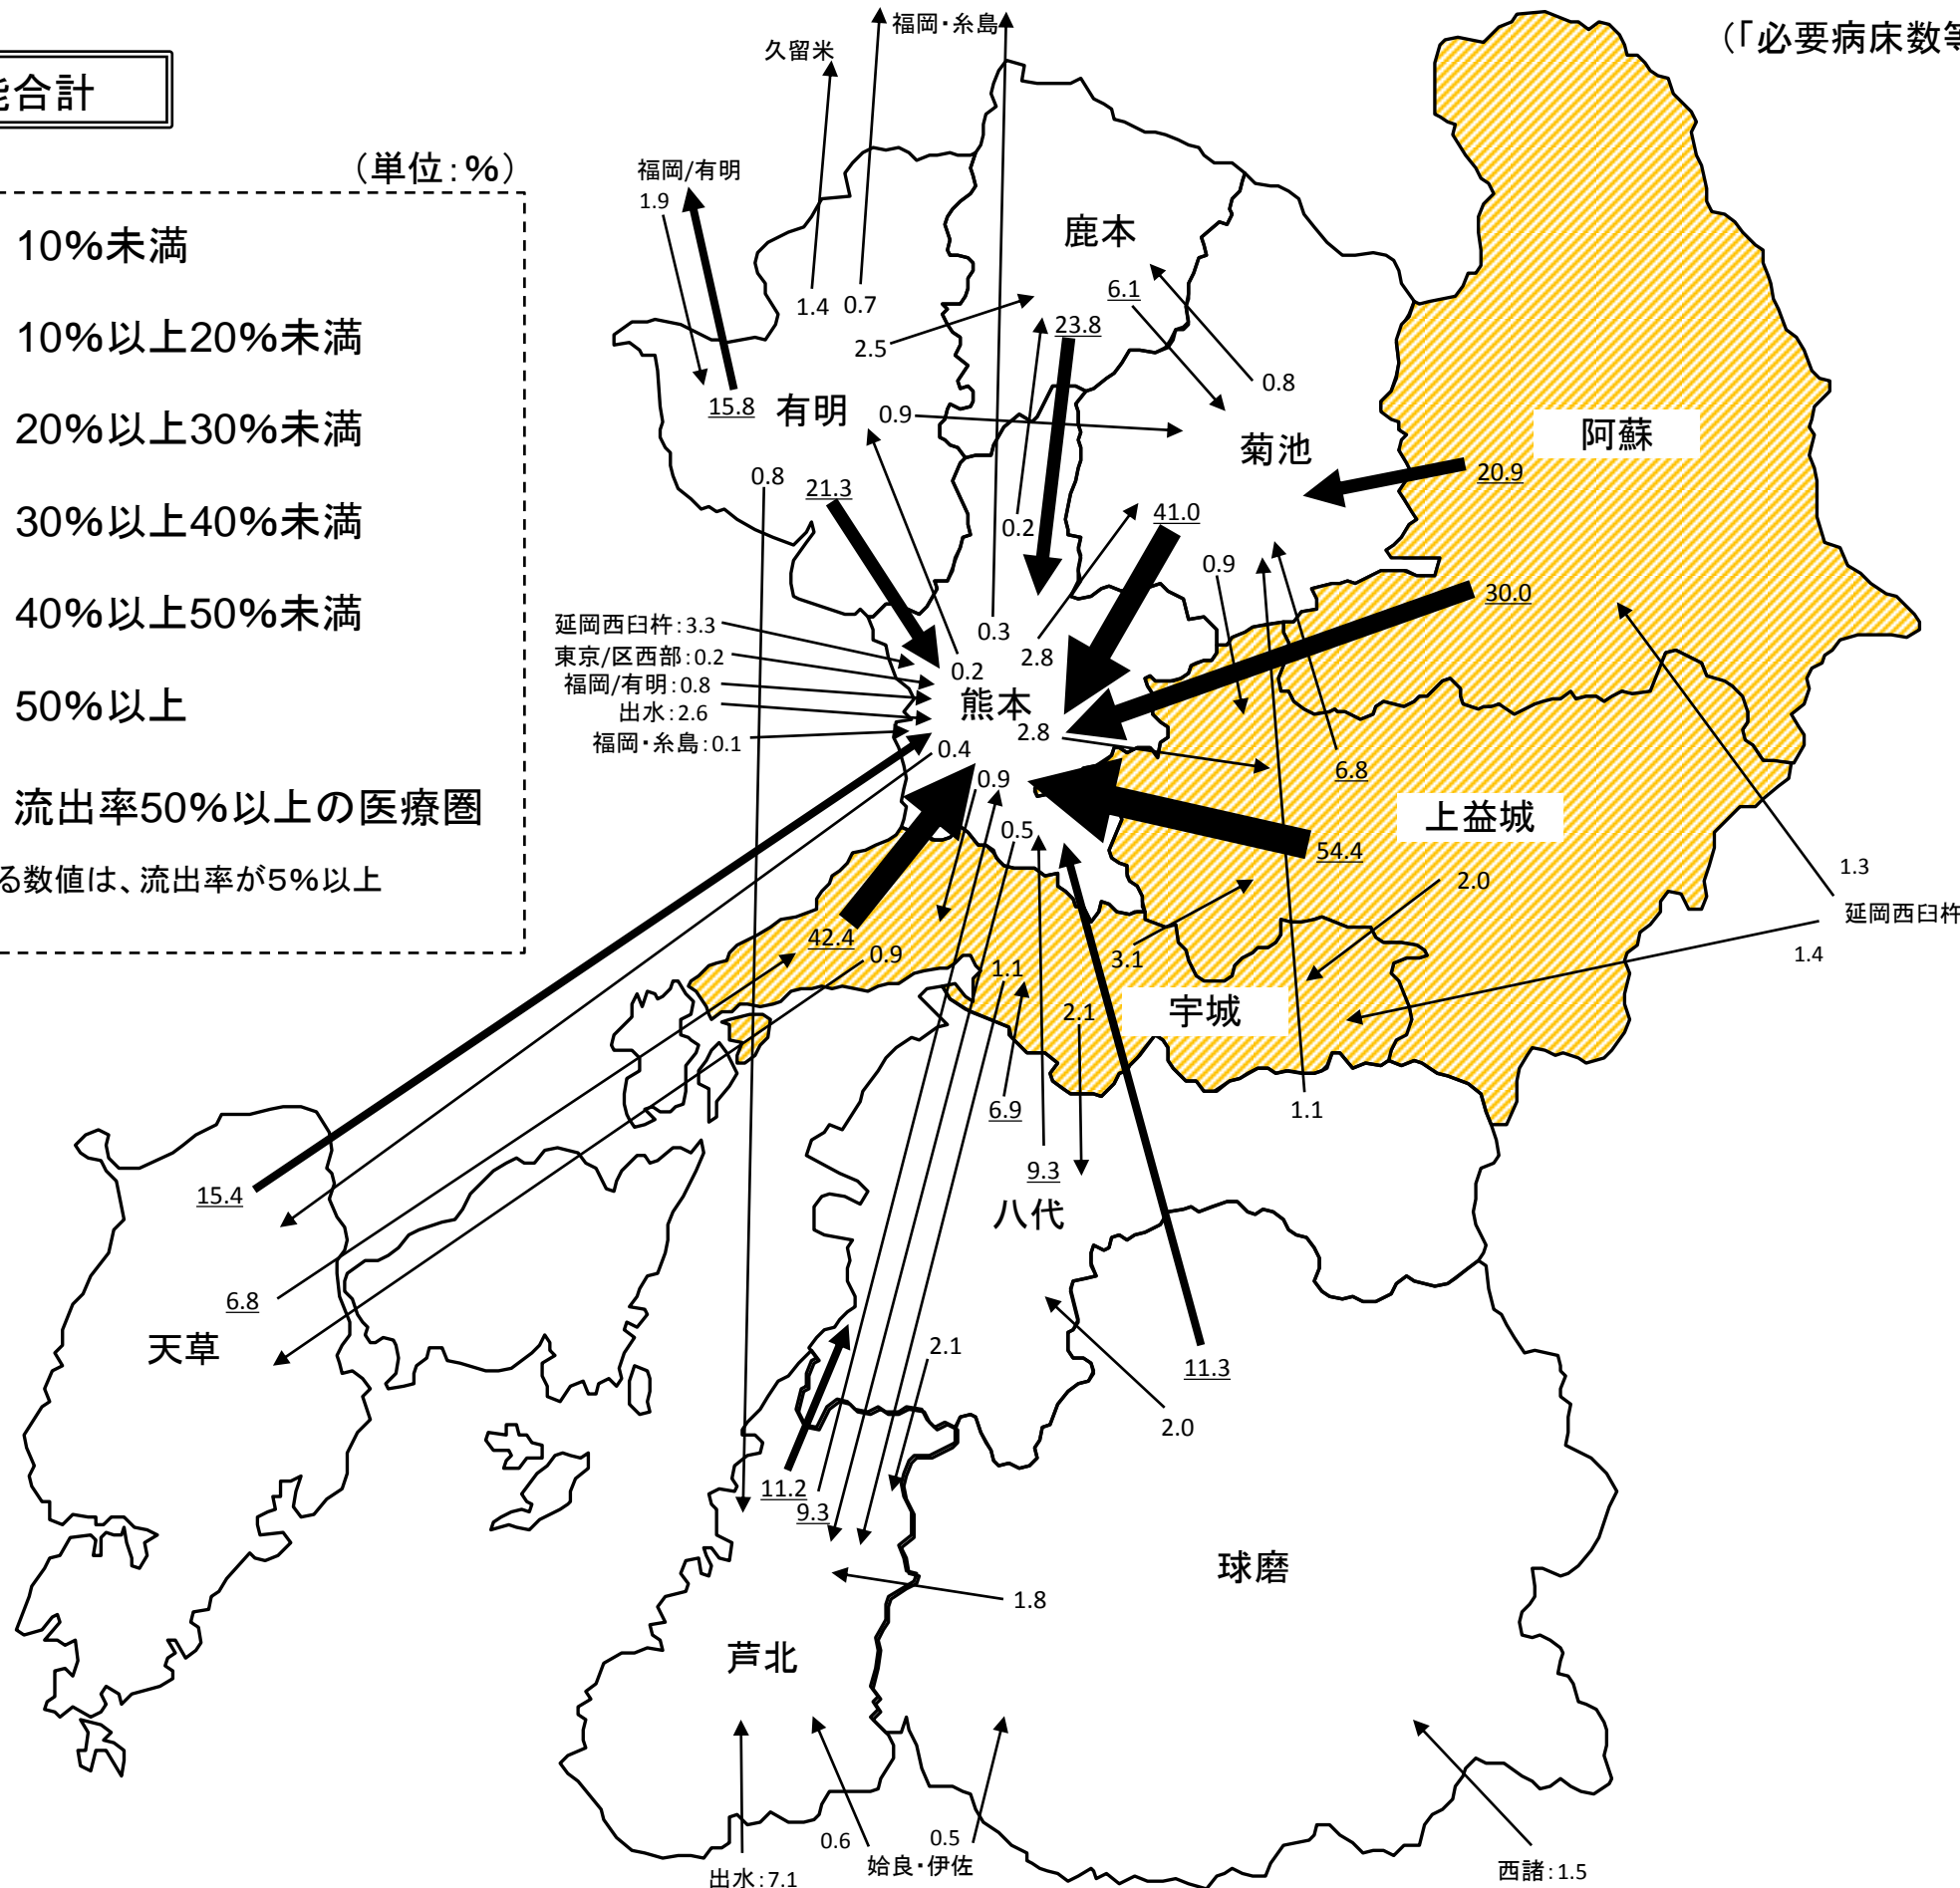 福岡・糸島
(「必要病床数等
久留米
能合計
(単位:%)
福岡/有明
1.9
10%未満
鹿本
6.1
1.4
0.7
23.8
10%以上20%未満
2.5
0.8
15.8
有明
0.9
20%以上30%未満
菊池
阿蘇
0.8
21.3
20.9
0.2
41.0
30%以上40%未満
0.9
30.0
40%以上50%未満
延岡西臼杵:3.3
0.3
2.8
東京/区西部:0.2
0.2
福岡/有明:0.8
50%以上
出水:2.6
熊本
2.8
福岡・糸島:0.1
0.4
6.8
0.9
流出率50%以上の医療圏
0.5
上益城
54.4
る数値は、流出率が5%以上
2.0
1.3
延岡西臼杵
42.4
0.9
1.1
3.1
1.4
2.1
宇城
6.9
1.1
9.3
15.4
八代
6.8
天草
2.1
11.3
2.0
11.2
9.3
球磨
1.8
芦北
0.6
0.5
姶良・伊佐
出水:7.1
西諸:1.5